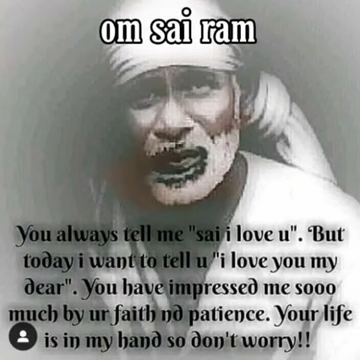 om sai ram
You always tell me "sai i love u". But
today i want to tell u "i love you my
dear". You have impressed me sooo
much by ur faith nd patience. Your life
is in my hand so don't worry!!